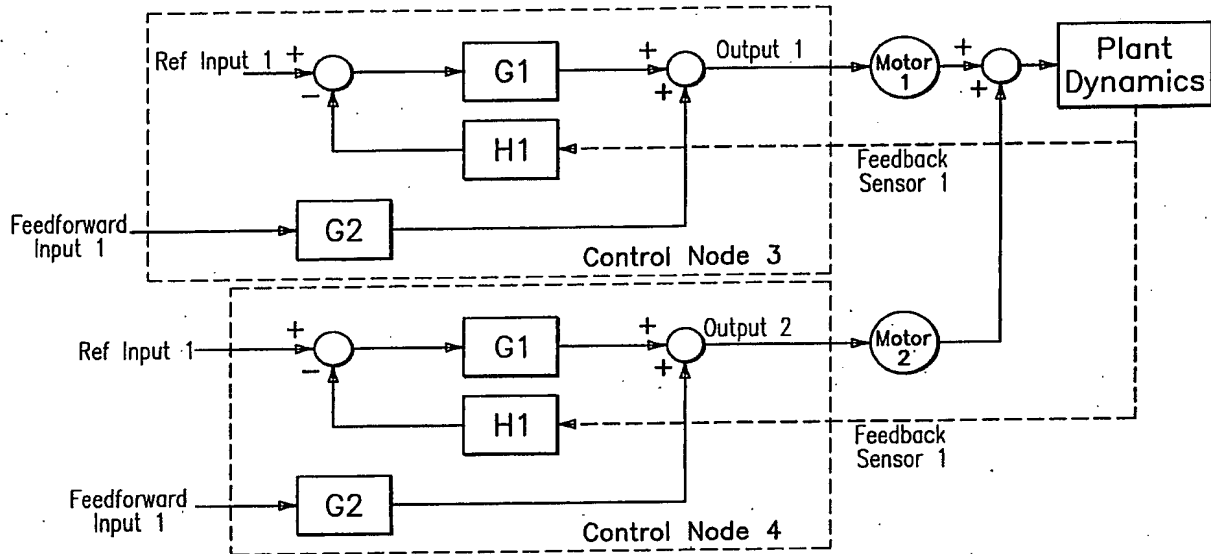 Ref Input 1
+
−
G1
+
+
Output 1
Motor
1
+
+
Plant
Dynamics
H1
Feedback
Sensor 1
Feedforward
Input 1
G2
Control Node 3
Ref Input 1
+
−
G1
+
+
Output 2
Motor
2
H1
Feedback
Sensor 1
Feedforward
Input 1
G2
Control Node 4